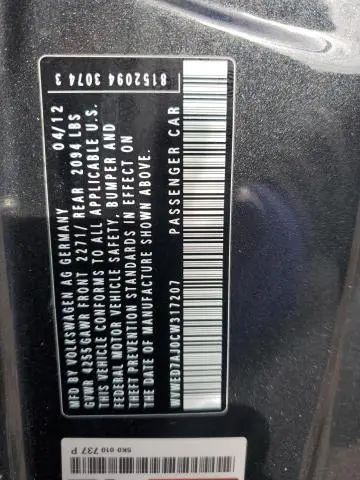 8152094 3074 3
MFD BY VOLKSWAGEN AG GERMANY 04/12
GVWR 4255 GAWR FRONT 2271/ REAR 2094 LBS
THIS VEHICLE CONFORMS TO ALL APPLICABLE U.S.
FEDERAL MOTOR VEHICLE SAFETY, BUMPER AND
THEFT PREVENTION STANDARDS IN EFFECT ON
THE DATE OF MANUFACTURE SHOWN ABOVE.
WVWED7AJ0CW317207 PASSENGER CAR
5K0 010 737 P